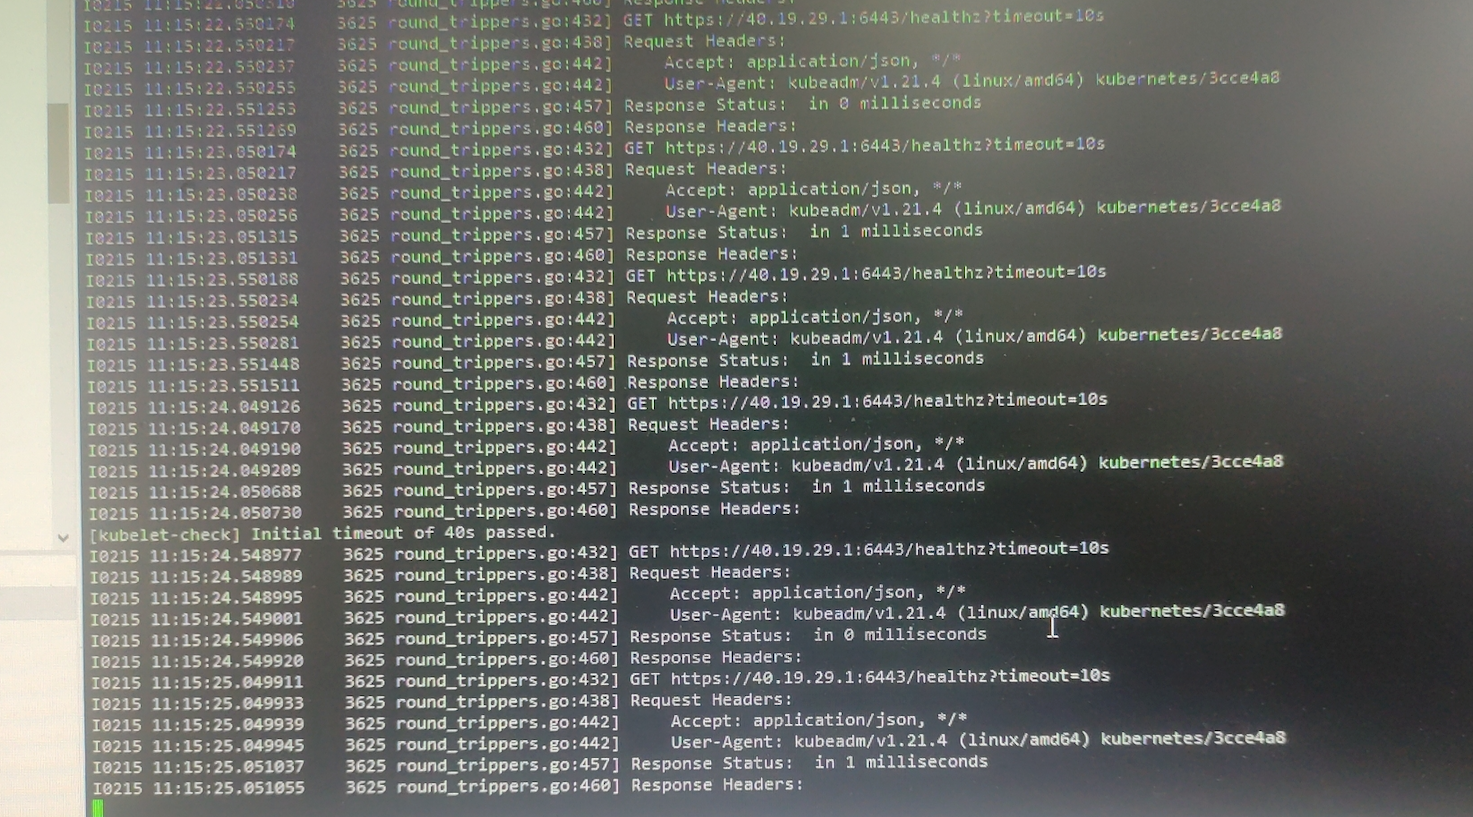 I0215 11:15:22.550174    3625 round_trippers.go:432] GET https://40.19.29.1:6443/healthz?timeout=10s
I0215 11:15:22.550217    3625 round_trippers.go:438] Request Headers:
I0215 11:15:22.550237    3625 round_trippers.go:442]     Accept: application/json, */*
I0215 11:15:22.550255    3625 round_trippers.go:442]     User-Agent: kubeadm/v1.21.4 (linux/amd64) kubernetes/3cce4a8
I0215 11:15:22.551253    3625 round_trippers.go:457] Response Status:  in 0 milliseconds
I0215 11:15:22.551269    3625 round_trippers.go:460] Response Headers:
I0215 11:15:23.050174    3625 round_trippers.go:432] GET https://40.19.29.1:6443/healthz?timeout=10s
I0215 11:15:23.050217    3625 round_trippers.go:438] Request Headers:
I0215 11:15:23.050238    3625 round_trippers.go:442]     Accept: application/json, */*
I0215 11:15:23.050256    3625 round_trippers.go:442]     User-Agent: kubeadm/v1.21.4 (linux/amd64) kubernetes/3cce4a8
I0215 11:15:23.051315    3625 round_trippers.go:457] Response Status:  in 1 milliseconds
I0215 11:15:23.051331    3625 round_trippers.go:460] Response Headers:
I0215 11:15:23.550188    3625 round_trippers.go:432] GET https://40.19.29.1:6443/healthz?timeout=10s
I0215 11:15:23.550234    3625 round_trippers.go:438] Request Headers:
I0215 11:15:23.550254    3625 round_trippers.go:442]     Accept: application/json, */*
I0215 11:15:23.550281    3625 round_trippers.go:442]     User-Agent: kubeadm/v1.21.4 (linux/amd64) kubernetes/3cce4a8
I0215 11:15:23.551448    3625 round_trippers.go:457] Response Status:  in 1 milliseconds
I0215 11:15:23.551511    3625 round_trippers.go:460] Response Headers:
I0215 11:15:24.049126    3625 round_trippers.go:432] GET https://40.19.29.1:6443/healthz?timeout=10s
I0215 11:15:24.049170    3625 round_trippers.go:438] Request Headers:
I0215 11:15:24.049190    3625 round_trippers.go:442]     Accept: application/json, */*
I0215 11:15:24.049209    3625 round_trippers.go:442]     User-Agent: kubeadm/v1.21.4 (linux/amd64) kubernetes/3cce4a8
I0215 11:15:24.050688    3625 round_trippers.go:457] Response Status:  in 1 milliseconds
I0215 11:15:24.050730    3625 round_trippers.go:460] Response Headers:
[kubelet-check] Initial timeout of 40s passed.
I0215 11:15:24.548977    3625 round_trippers.go:432] GET https://40.19.29.1:6443/healthz?timeout=10s
I0215 11:15:24.548989    3625 round_trippers.go:438] Request Headers:
I0215 11:15:24.548995    3625 round_trippers.go:442]     Accept: application/json, */*
I0215 11:15:24.549001    3625 round_trippers.go:442]     User-Agent: kubeadm/v1.21.4 (linux/amd64) kubernetes/3cce4a8
I0215 11:15:24.549906    3625 round_trippers.go:457] Response Status:  in 0 milliseconds
I0215 11:15:24.549920    3625 round_trippers.go:460] Response Headers:
I0215 11:15:25.049911    3625 round_trippers.go:432] GET https://40.19.29.1:6443/healthz?timeout=10s
I0215 11:15:25.049933    3625 round_trippers.go:438] Request Headers:
I0215 11:15:25.049939    3625 round_trippers.go:442]     Accept: application/json, */*
I0215 11:15:25.049945    3625 round_trippers.go:442]     User-Agent: kubeadm/v1.21.4 (linux/amd64) kubernetes/3cce4a8
I0215 11:15:25.051037    3625 round_trippers.go:457] Response Status:  in 1 milliseconds
I0215 11:15:25.051055    3625 round_trippers.go:460] Response Headers: